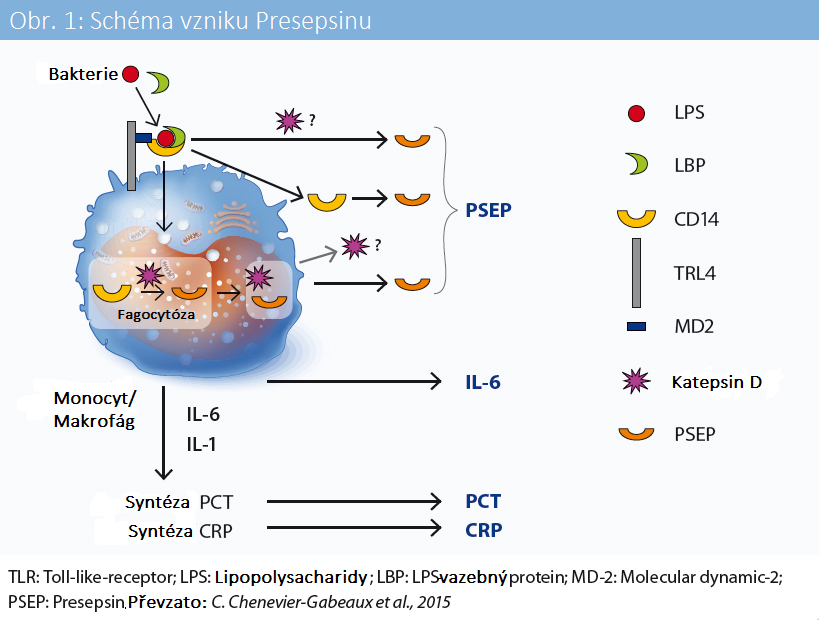 Obr. 1: Schéma vzniku Presepsinu
Bakterie
?
PSEP
?
Fagocytóza
Monocyt/
Makrofág
IL-6
IL-1
IL-6
Syntéza PCT
PCT
Syntéza CRP
CRP
LPS
LBP
CD14
TRL4
MD2
Katepsin D
PSEP
TLR: Toll-like-receptor; LPS: Lipopolysacharidy; LBP: LPSvazebný protein; MD-2: Molecular dynamic-2;
PSEP: Presepsin.Převzato: C. Chenevier-Gabeaux et al., 2015